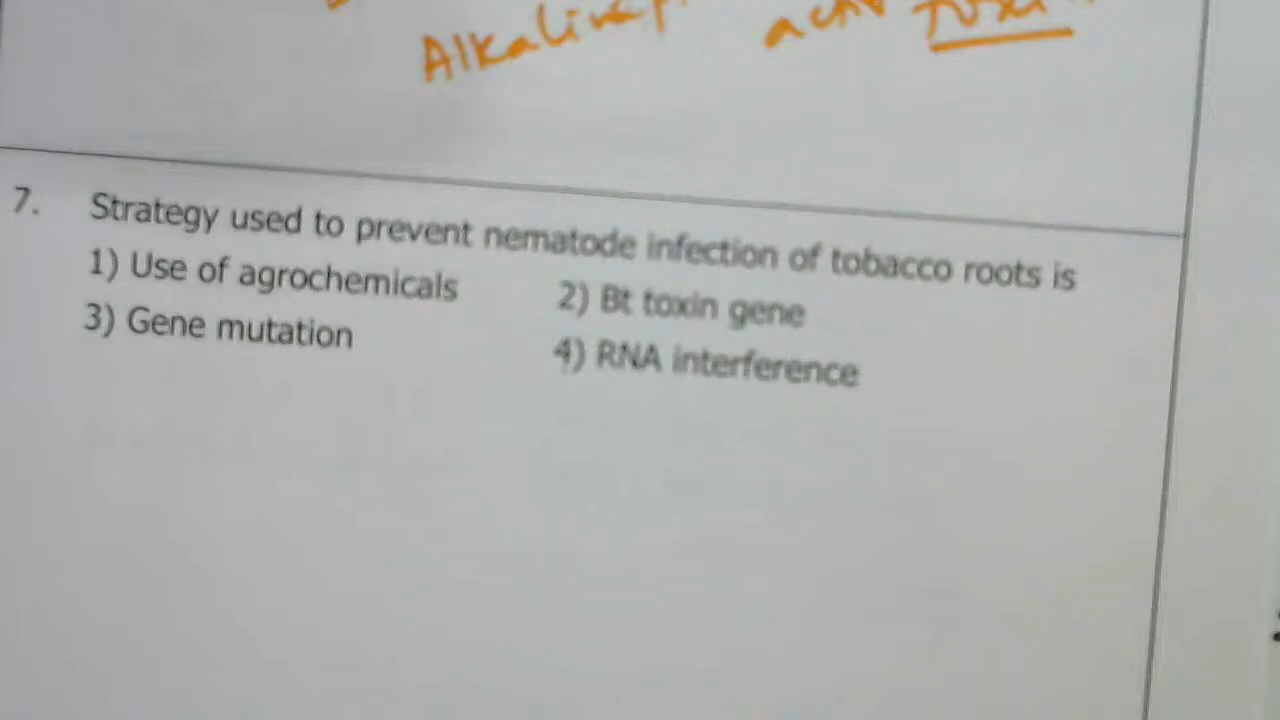 7. Strategy used to prevent nematode infection of tobacco roots is
1) Use of agrochemicals 2) Bt toxin gene
3) Gene mutation 4) RNA interference